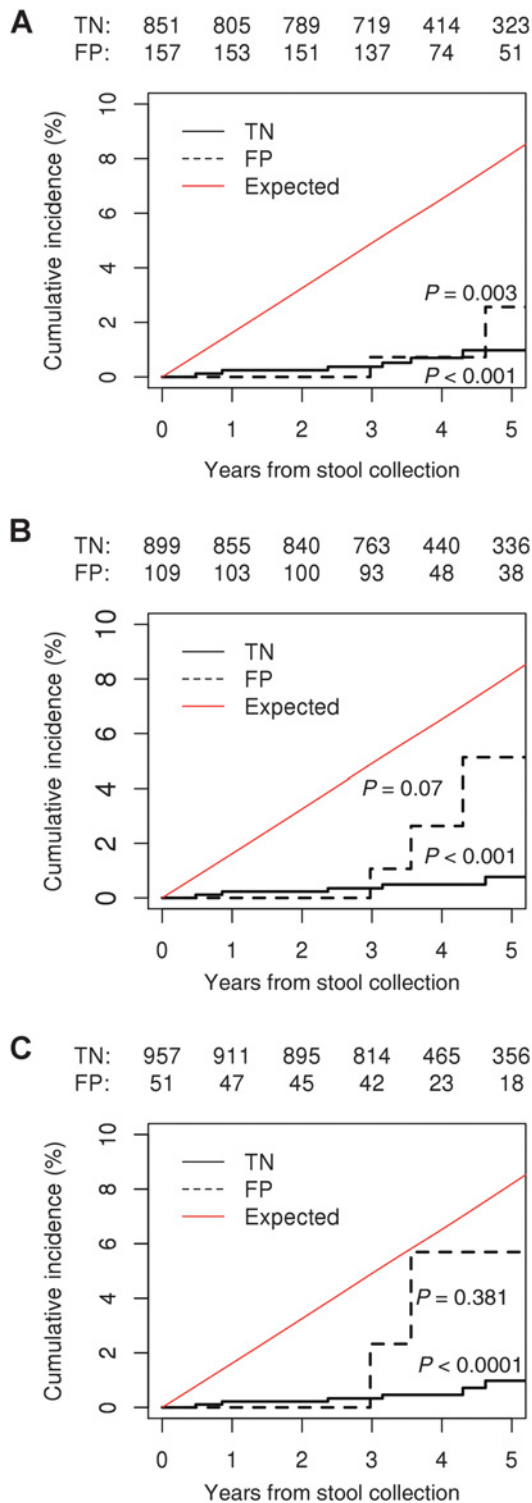 A
TN: 851 805 789 719 414 323
FP: 157 153 151 137 74 51
10
8
6
4
2
0
Cumulative incidence (%)
TN
FP
Expected
P = 0.003
P < 0.001
0 1 2 3 4 5
Years from stool collection
B
TN: 899 855 840 763 440 336
FP: 109 103 100 93 48 38
10
8
6
4
2
0
Cumulative incidence (%)
TN
FP
Expected
P = 0.07
P < 0.001
0 1 2 3 4 5
Years from stool collection
C
TN: 957 911 895 814 465 356
FP: 51 47 45 42 23 18
10
8
6
4
2
0
Cumulative incidence (%)
TN
FP
Expected
P = 0.381
P < 0.0001
0 1 2 3 4 5
Years from stool collection